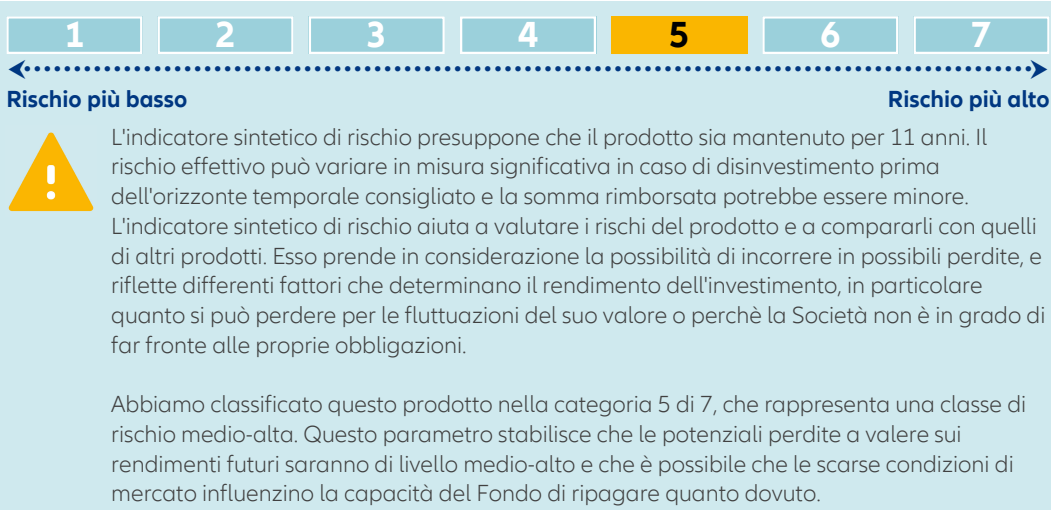 1 2 3 4 5 6 7
Rischio più basso Rischio più alto
L'indicatore sintetico di rischio presuppone che il prodotto sia mantenuto per 11 anni. Il
rischio effettivo può variare in misura significativa in caso di disinvestimento prima
dell'orizzonte temporale consigliato e la somma rimborsata potrebbe essere minore.
L'indicatore sintetico di rischio aiuta a valutare i rischi del prodotto e a compararli con quelli
di altri prodotti. Esso prende in considerazione la possibilità di incorrere in possibili perdite, e
riflette differenti fattori che determinano il rendimento dell'investimento, in particolare
quanto si può perdere per le fluttuazioni del suo valore o perchè la Società non è in grado di
far fronte alle proprie obbligazioni.
Abbiamo classificato questo prodotto nella categoria 5 di 7, che rappresenta una classe di
rischio medio-alta. Questo parametro stabilisce che le potenziali perdite a valere sui
rendimenti futuri saranno di livello medio-alto e che è possibile che le scarse condizioni di
mercato influenzino la capacità del Fondo di ripagare quanto dovuto.